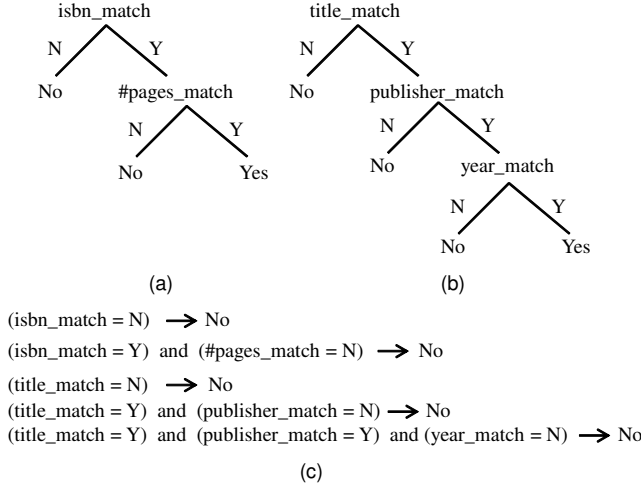 isbn_match title_match
N Y N Y
No #pages_match No publisher_match
N Y N Y
No Yes No year_match
N Y
No Yes
(a) (b)
(isbn_match = N) → No
(isbn_match = Y) and (#pages_match = N) → No
(title_match = N) → No
(title_match = Y) and (publisher_match = N) → No
(title_match = Y) and (publisher_match = Y) and (year_match = N) → No
(c)